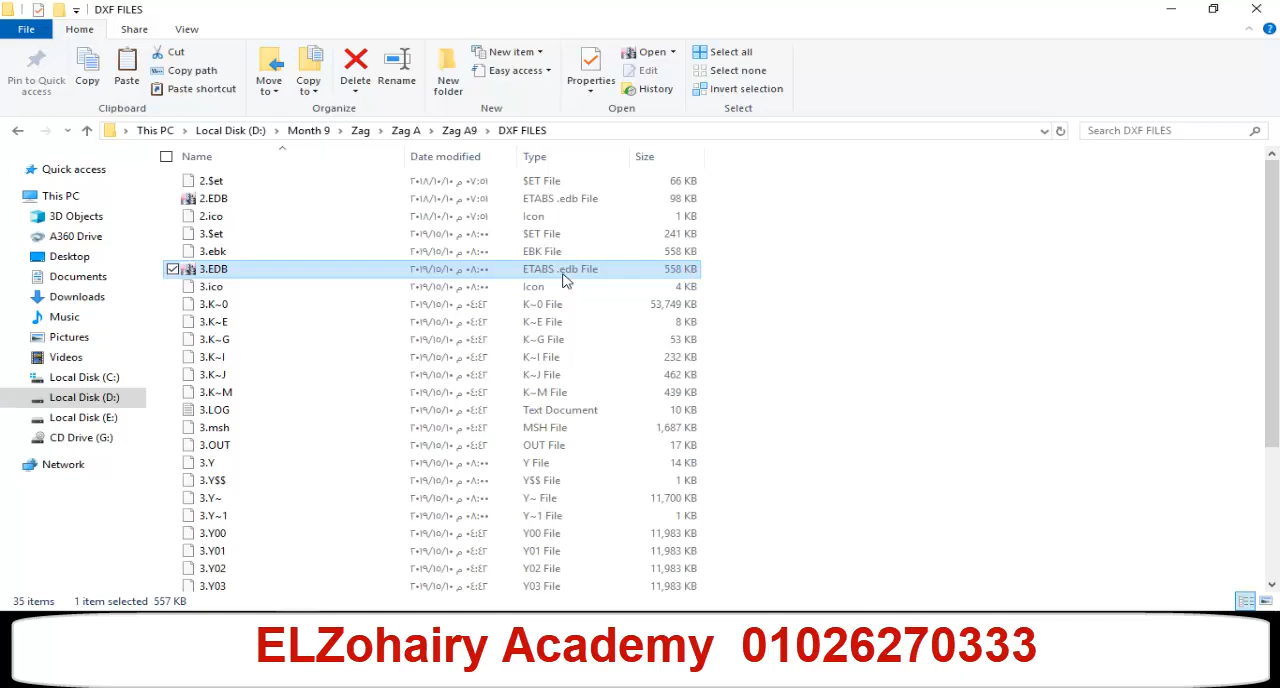 DXF FILES
File Home Share View
Pin to Quick access
Copy
Paste
Cut
Copy path
Paste shortcut
Clipboard
Move to
Copy to
Delete
Rename
Organize
New folder
New item
Easy access
New
Properties
Open
Edit
History
Open
Select all
Select none
Invert selection
Select
This PC Local Disk (D:) Month 9 Zag Zag A Zag A9 DXF FILES
Search DXF FILES
Quick access
This PC
3D Objects
A360 Drive
Desktop
Documents
Downloads
Music
Pictures
Videos
Local Disk (C:)
Local Disk (D:)
Local Disk (E:)
CD Drive (G:)
Network
Name Date modified Type Size
2.$et $ET File 66 KB
2.EDB ETABS .edb File 98 KB
2.ico Icon 1 KB
3.$et $ET File 241 KB
3.ebk EBK File 558 KB
3.EDB ETABS .edb File 558 KB
3.ico Icon 4 KB
3.K~0 K~0 File 53,749 KB
3.K~E K~E File 8 KB
3.K~G K~G File 53 KB
3.K~I K~I File 232 KB
3.K~J K~J File 462 KB
3.K~M K~M File 439 KB
3.LOG Text Document 10 KB
3.msh MSH File 1,687 KB
3.OUT OUT File 17 KB
3.Y Y File 14 KB
3.Y$$ Y$$ File 1 KB
3.Y~ Y~ File 11,700 KB
3.Y~1 Y~1 File 1 KB
3.Y00 Y00 File 11,983 KB
3.Y01 Y01 File 11,983 KB
3.Y02 Y02 File 11,983 KB
3.Y03 Y03 File 11,983 KB
35 items 1 item selected 557 KB
ELZohairy Academy 01026270333